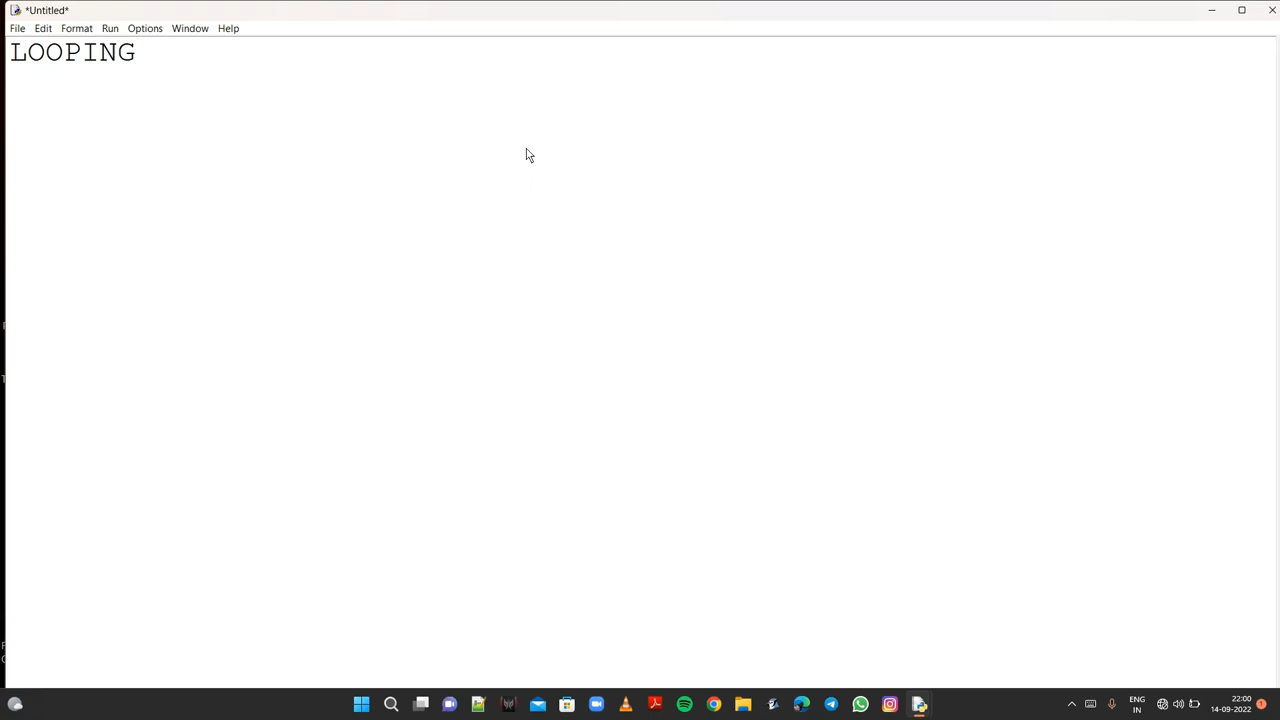 *Untitled*
File Edit Format Run Options Window Help
LOOPING
ENG
IN
22:00
14-09-2022